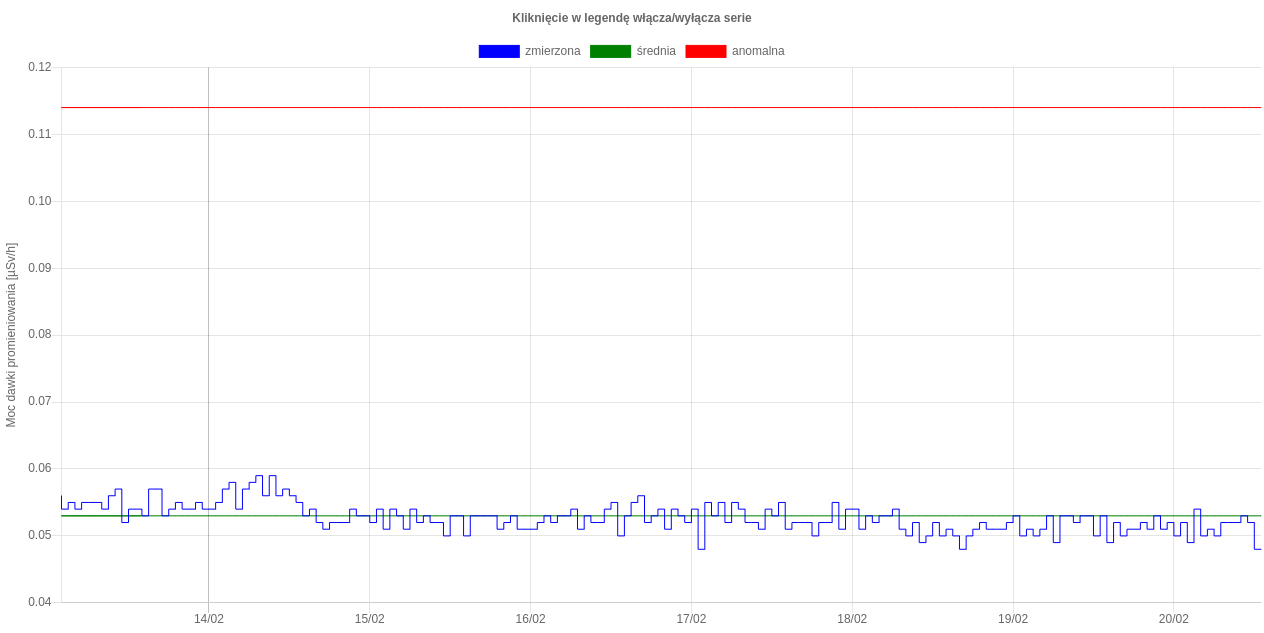 Kliknięcie w legendę włącza/wyłącza serie
zmierzona średnia anomalna
0.12
0.11
0.10
0.09
0.08
0.07
0.06
0.05
0.04
Moc dawki promieniowania [µSv/h]
14/02 15/02 16/02 17/02 18/02 19/02 20/02